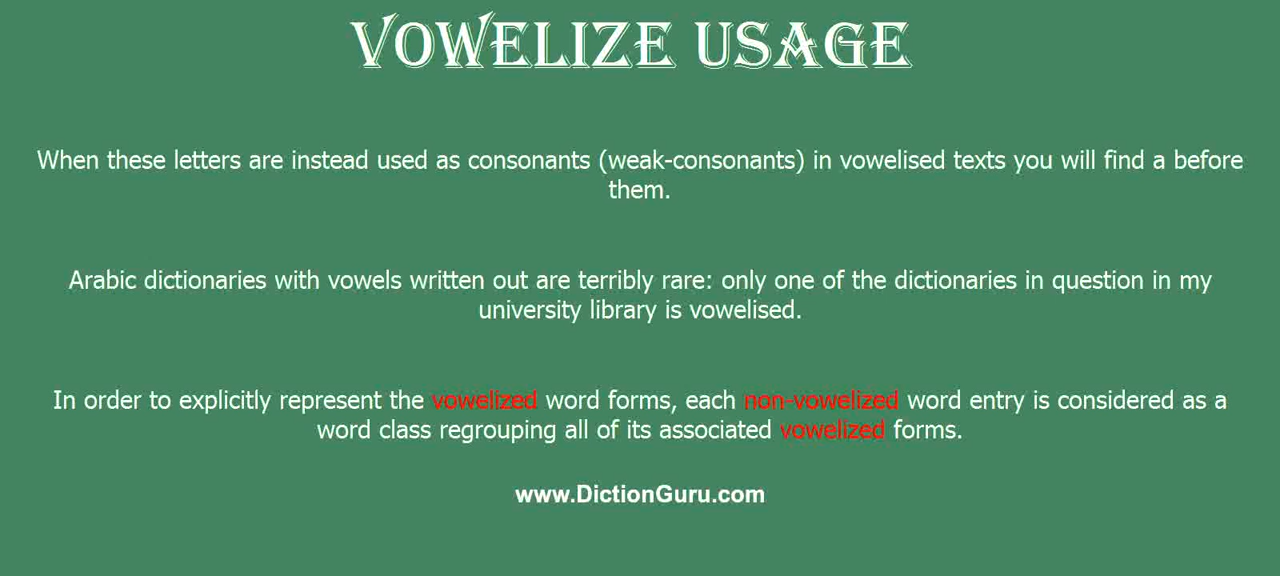 VOWELIZE USAGE
When these letters are instead used as consonants (weak-consonants) in vowelised texts you will find a before
them.
Arabic dictionaries with vowels written out are terribly rare: only one of the dictionaries in question in my
university library is vowelised.
In order to explicitly represent the vowelized word forms, each non-vowelized word entry is considered as a
word class regrouping all of its associated vowelized forms.
www.DictionGuru.com